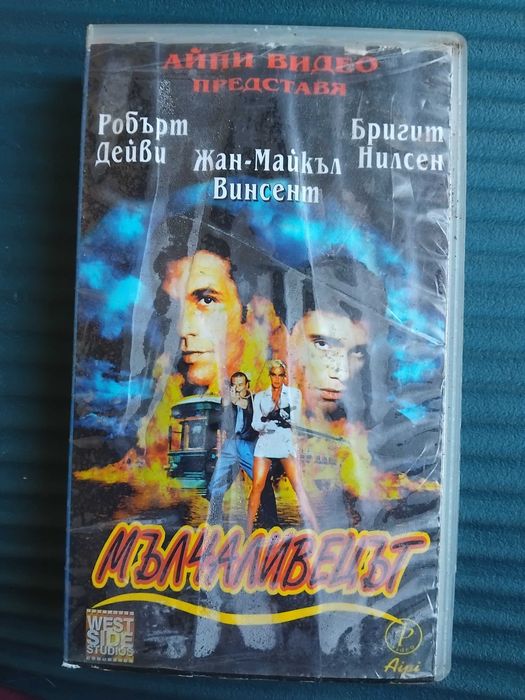 АЙПИ ВИДЕО
ПРЕДСТАВЯ
Робърт
Дейви
Жан-Майкъл
Винсент
Бригит
Нилсен
МЪЛЧАЛИВЕЦЪТ
WEST
SIDE
STUDIOS
P
Aipi